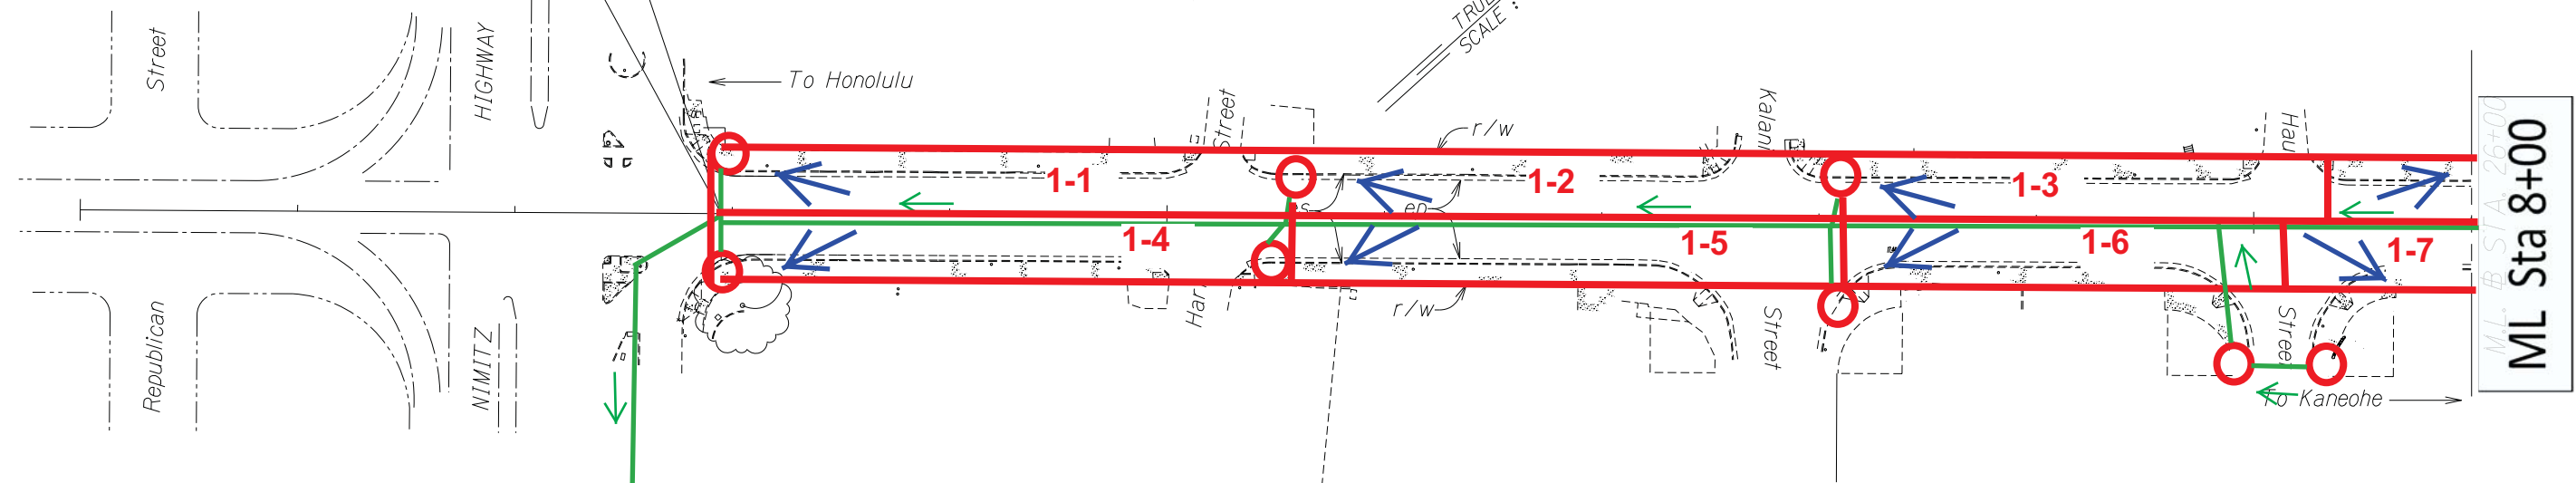 Street
HIGHWAY
To Honolulu
TRUE
SCALE :
Street
r/w
Kalani
Hau
1-1
1-2
1-3
ep
1-4
1-5
1-6
1-7
Republican
NIMITZ
r/w
Street
Street
To Kaneohe
ML Sta 8+00